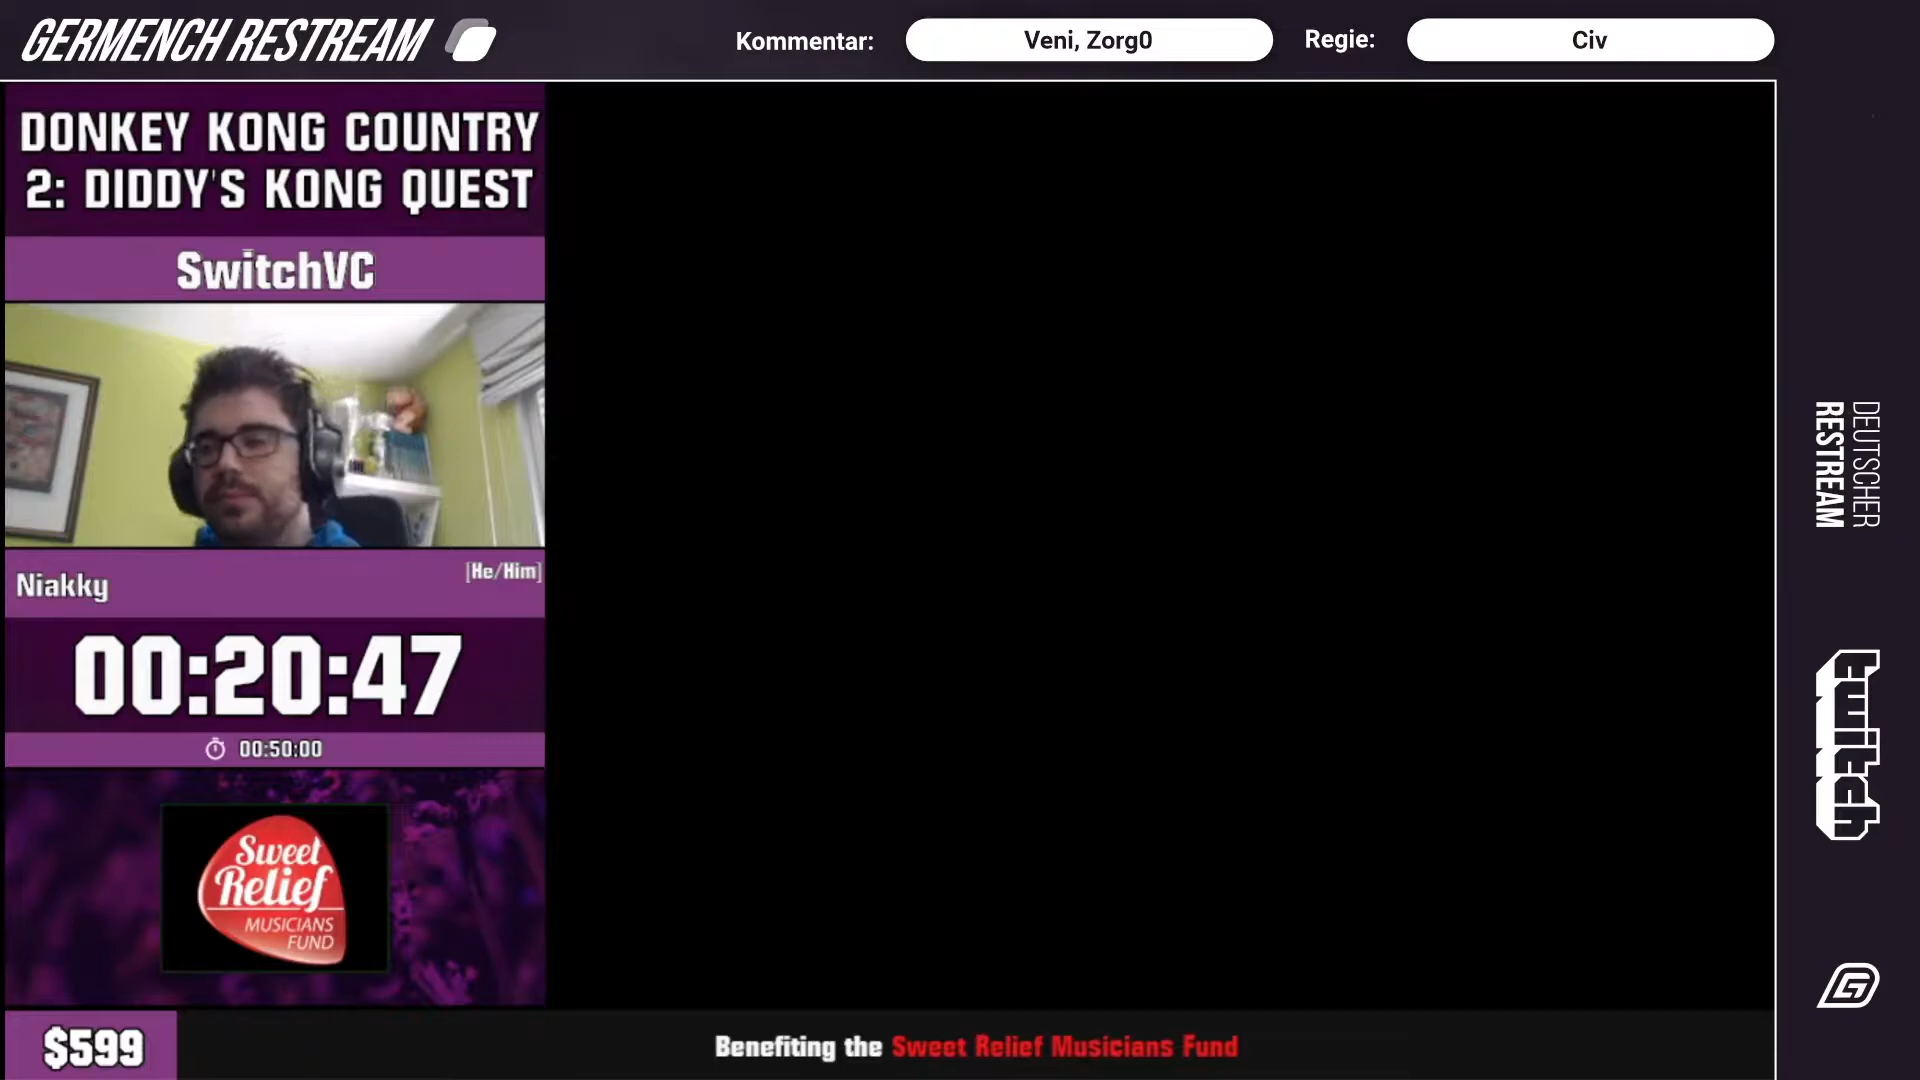 GERMENCH RESTREAM
Kommentar:
Veni, Zorg0
Regie:
Civ
DONKEY KONG COUNTRY
2: DIDDY'S KONG QUEST
SwitchVC
Niakky
[He/Him]
00:20:47
00:50:00
Sweet
Relief
MUSICIANS
FUND
$599
Benefiting the Sweet Relief Musicians Fund
DEUTSCHER
RESTREAM
twitch